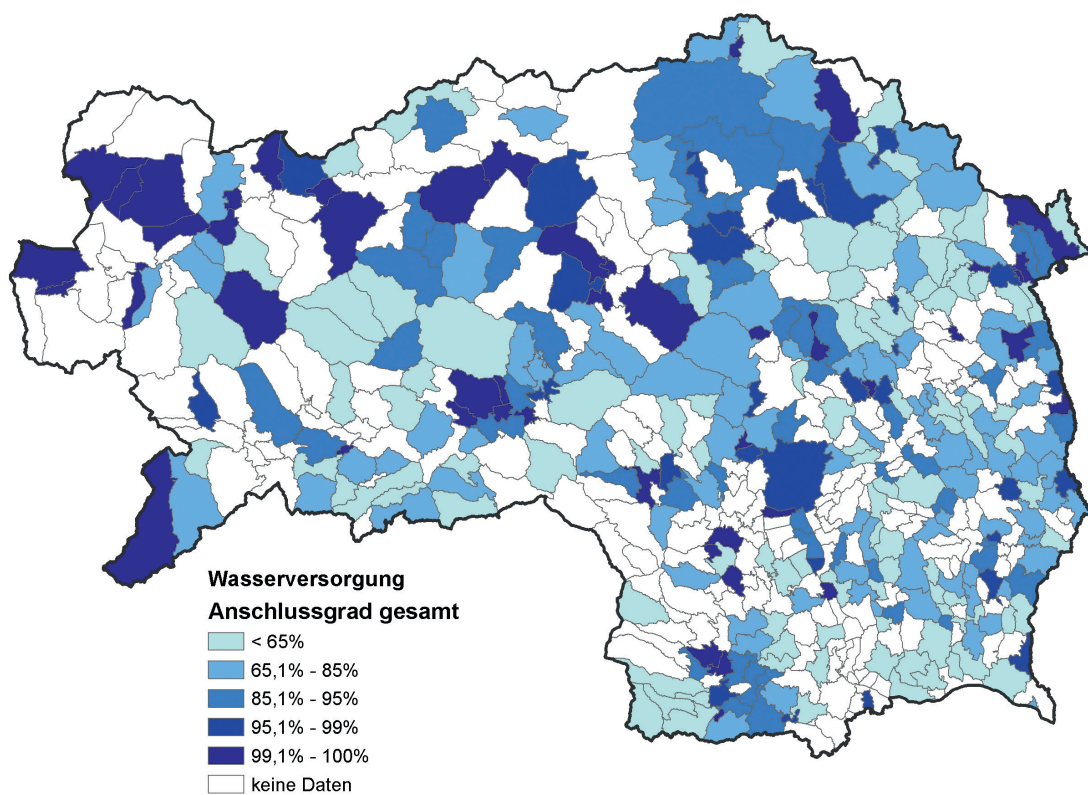 Wasserversorgung
Anschlussgrad gesamt
< 65%
65,1% - 85%
85,1% - 95%
95,1% - 99%
99,1% - 100%
keine Daten